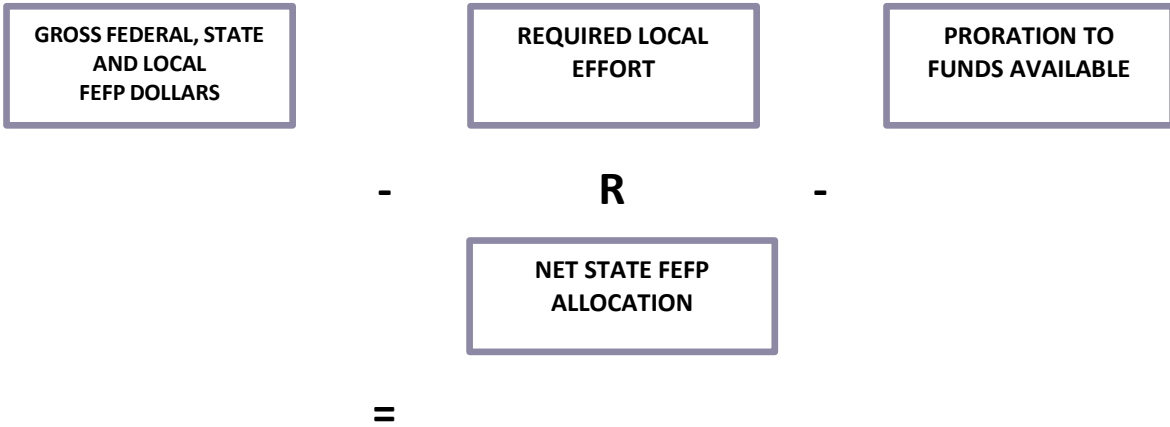 GROSS FEDERAL, STATE
AND LOCAL
FEFP DOLLARS
REQUIRED LOCAL
EFFORT
PRORATION TO
FUNDS AVAILABLE
- R -
NET STATE FEFP
ALLOCATION
=